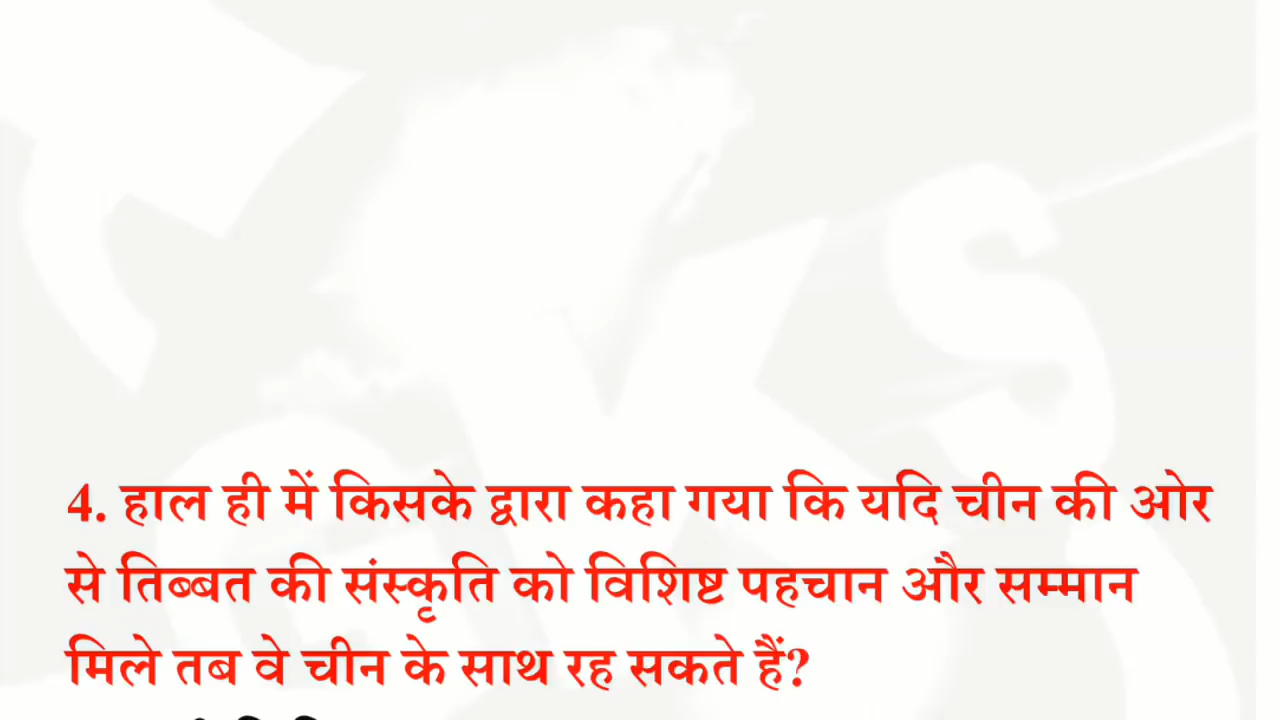 4. हाल ही में किसके द्वारा कहा गया कि यदि चीन की ओर
से तिब्बत की संस्कृति को विशिष्ट पहचान और सम्मान
मिले तब वे चीन के साथ रह सकते हैं?